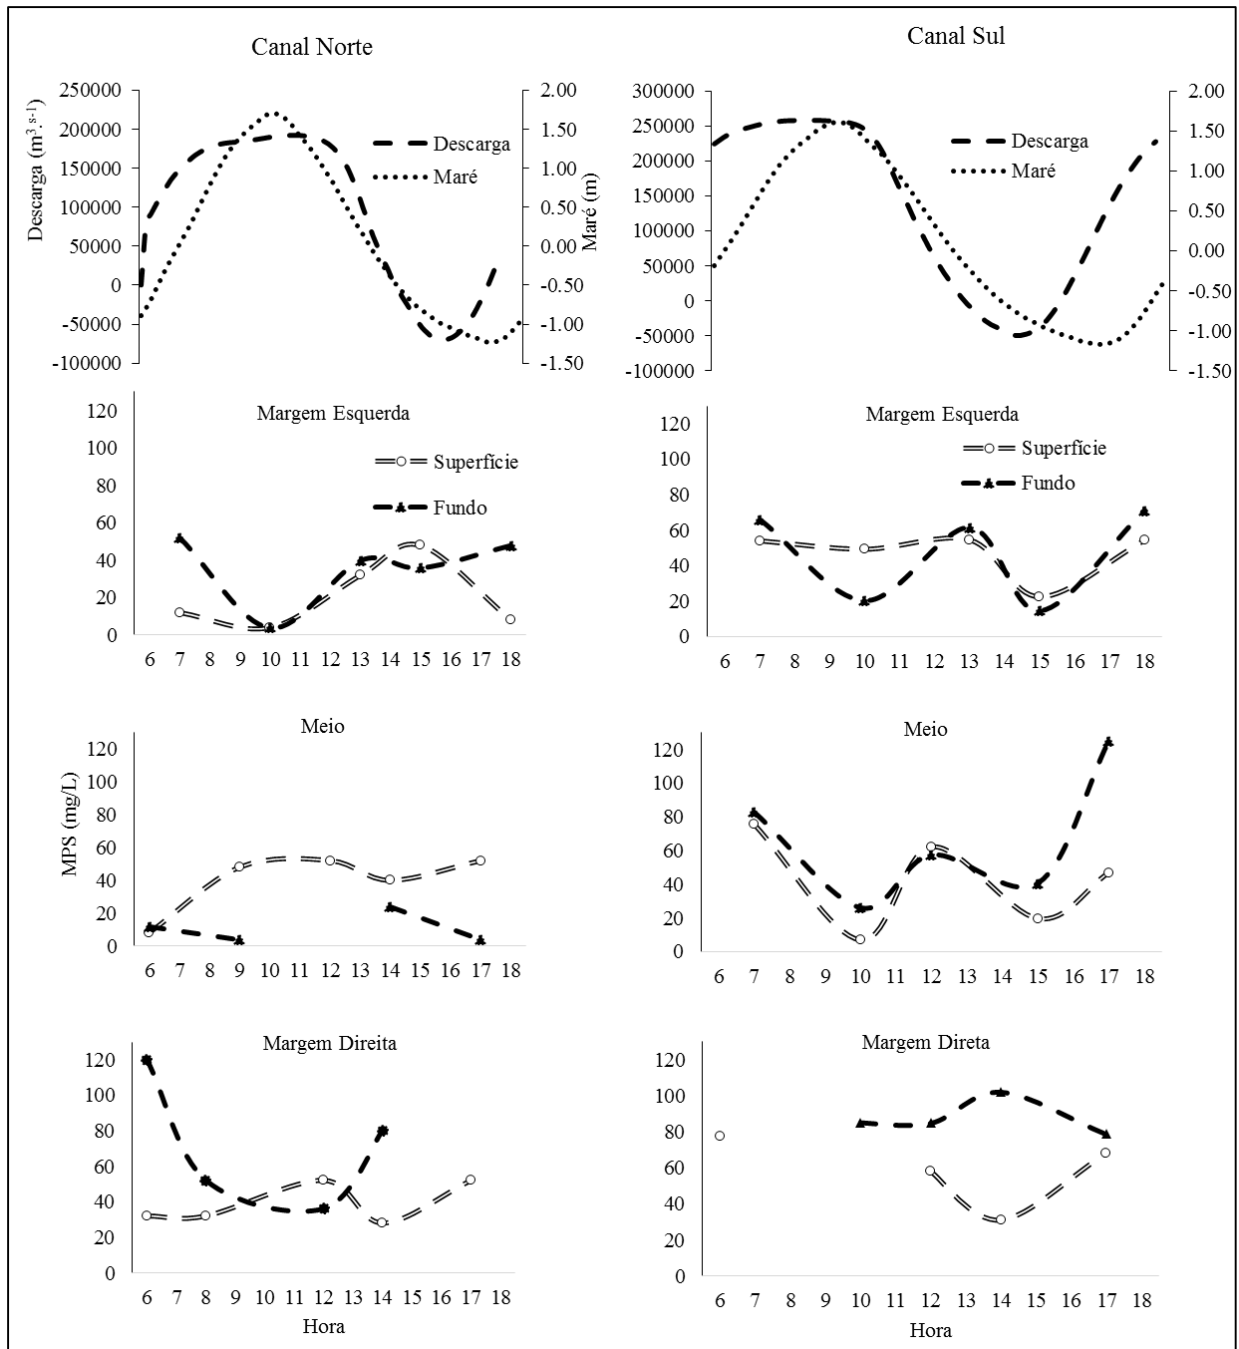 Canal Norte
Canal Sul
Descarga (m³.s-1)
250000
200000
150000
100000
50000
0
-50000
-100000
2.00
1.50
1.00
0.50
0.00
-0.50
-1.00
-1.50
Maré (m)
Descarga
Maré
300000
250000
200000
150000
100000
50000
0
-50000
-100000
2.00
1.50
1.00
0.50
0.00
-0.50
-1.00
-1.50
Descarga
Maré
Margem Esquerda
Superfície
Fundo
120
100
80
60
40
20
0
6 7 8 9 10 11 12 13 14 15 16 17 18
Margem Esquerda
Superfície
Fundo
120
100
80
60
40
20
0
6 7 8 9 10 11 12 13 14 15 16 17 18
Meio
MPS (mg/L)
120
100
80
60
40
20
0
6 7 8 9 10 11 12 13 14 15 16 17 18
Meio
120
100
80
60
40
20
0
6 7 8 9 10 11 12 13 14 15 16 17 18
Margem Direita
120
100
80
60
40
20
0
6 7 8 9 10 11 12 13 14 15 16 17 18
Hora
Margem Direta
120
100
80
60
40
20
0
6 7 8 9 10 11 12 13 14 15 16 17 18
Hora